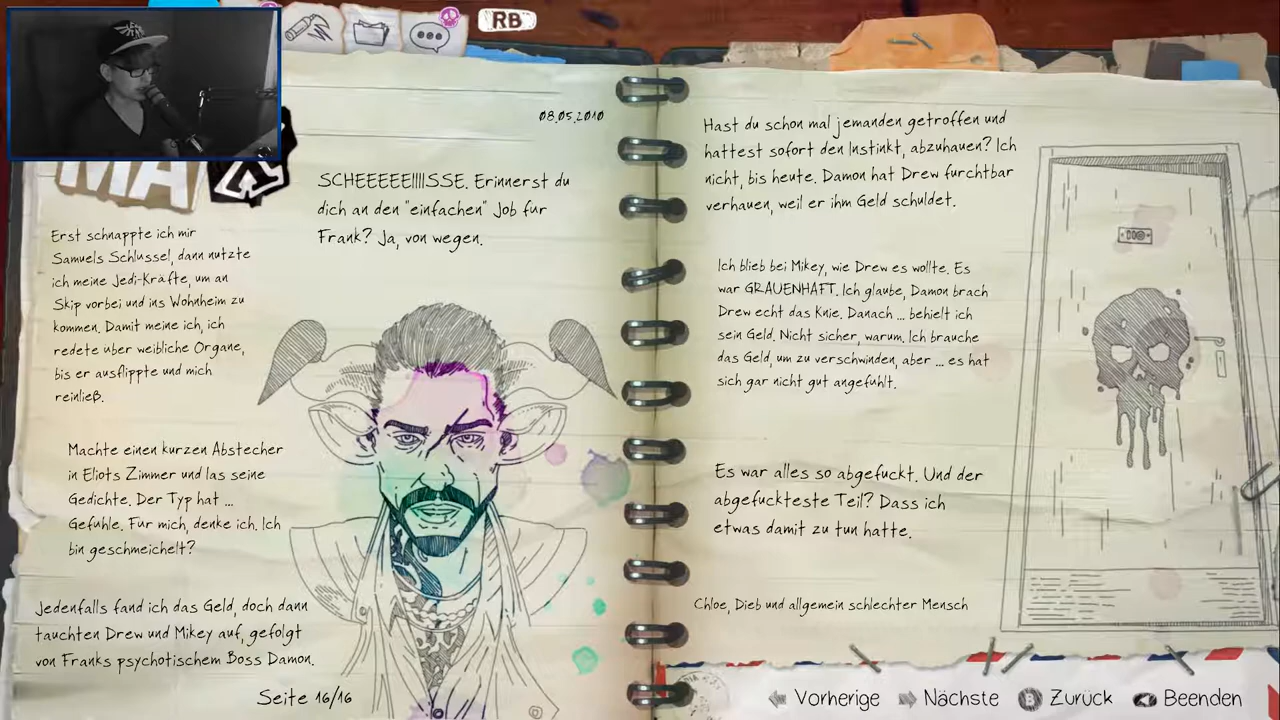 RB
08.05.2010
MA
SCHEEEEE!!!!SSE. Erinnerst du
dich an den "einfachen" Job für
Frank? Ja, von wegen.
Erst schnappte ich mir
Samuels Schlüssel, dann nutzte
ich meine Jedi-Kräfte, um an
Skip vorbei und ins Wohnheim zu
kommen. Damit meine ich, ich
redete über weibliche Organe,
bis er ausflippte und mich
reinließ.
Machte einen kurzen Abstecher
in Eliots Zimmer und las seine
Gedichte. Der Typ hat ...
Gefühle. Für mich, denke ich. Ich
bin geschmeichelt?
Jedenfalls fand ich das Geld, doch dann
tauchten Drew und Mikey auf, gefolgt
von Franks psychotischem Boss Damon.
Seite 16/16
Hast du schon mal jemanden getroffen und
hattest sofort den Instinkt, abzuhauen? Ich
nicht, bis heute. Damon hat Drew furchtbar
verhauen, weil er ihm Geld schuldet.
Ich blieb bei Mikey, wie Drew es wollte. Es
war GRAUENHAFT. Ich glaube, Damon brach
Drew echt das Knie. Danach ... behielt ich
sein Geld. Nicht sicher, warum. Ich brauche
das Geld, um zu verschwinden, aber ... es hat
sich gar nicht gut angefühlt.
Es war alles so abgefuckt. Und der
abgefuckteste Teil? Dass ich
etwas damit zu tun hatte.
Chloe, Dieb und allgemein schlechter Mensch
110
Vorherige
Nächste
B Zurück
Beenden